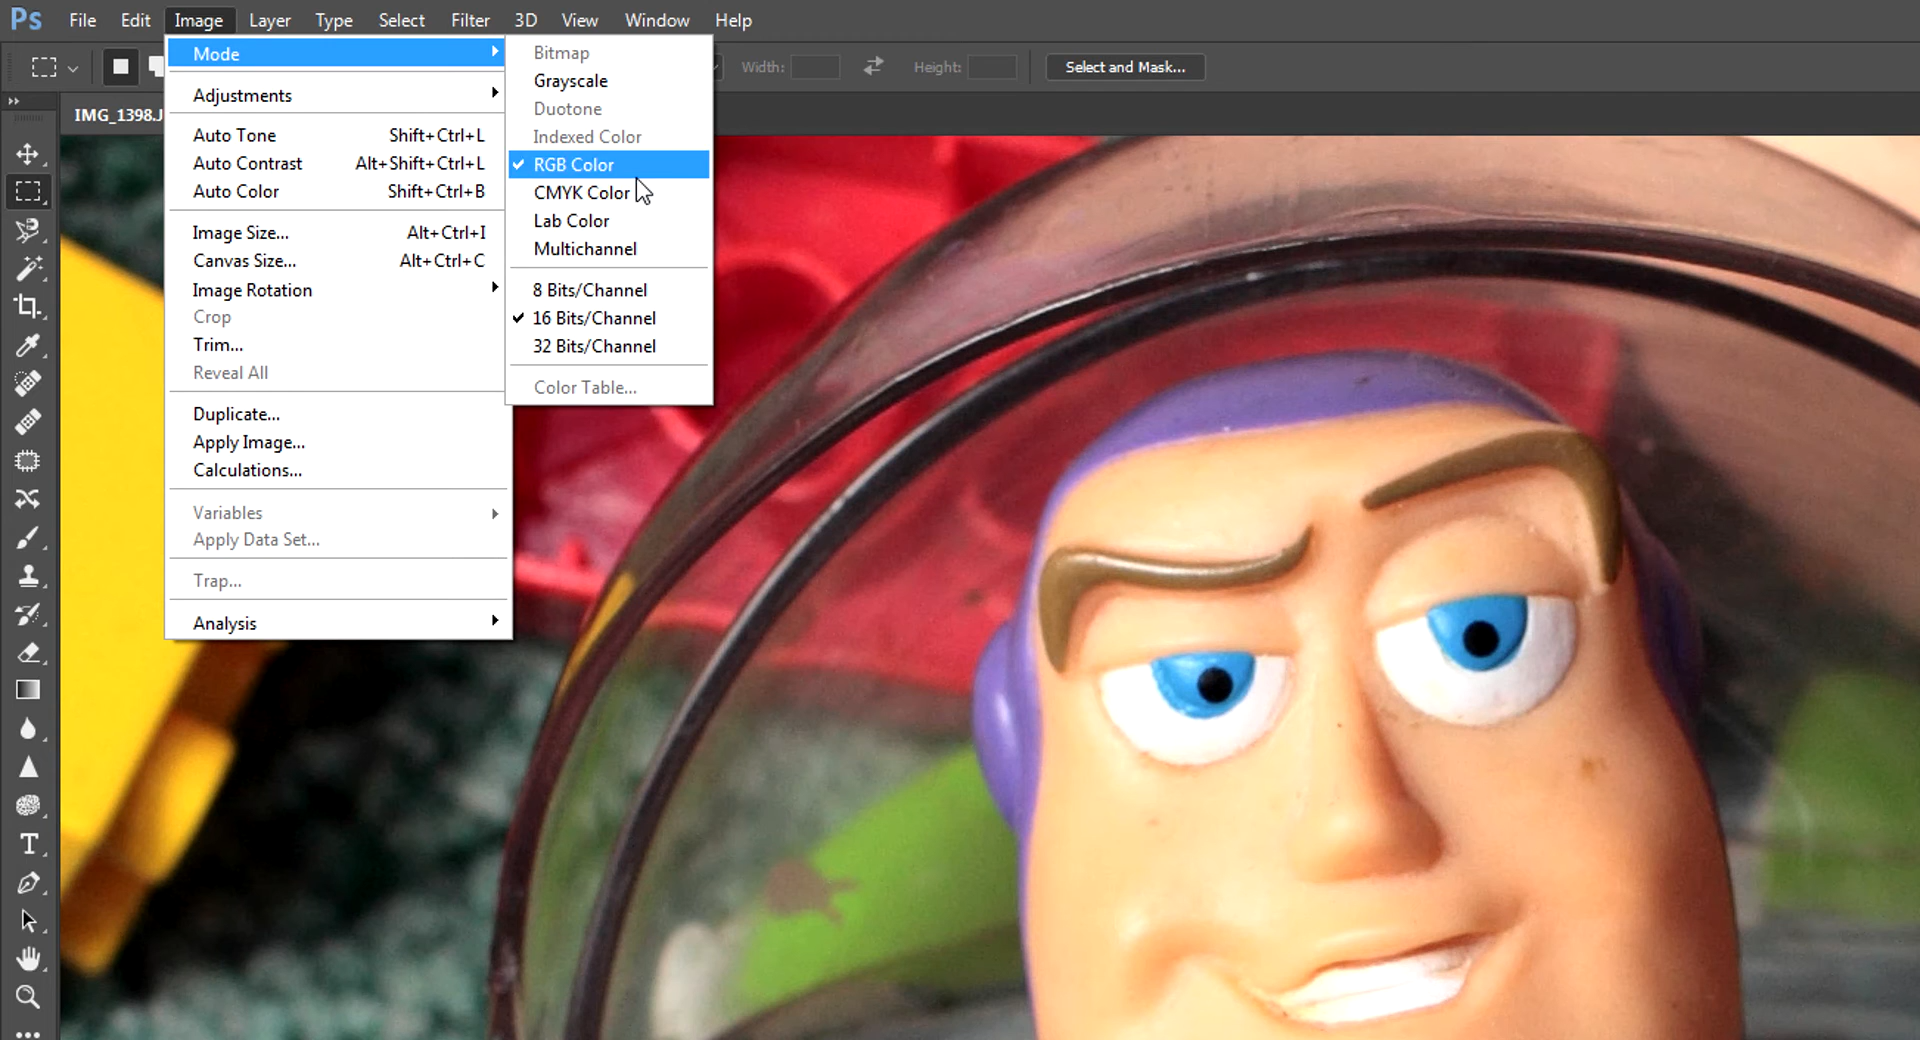 Ps File Edit Image Layer Type Select Filter 3D View Window Help
Width: Height: Select and Mask...
IMG_1398.J
Mode
Adjustments
Auto Tone Shift+Ctrl+L
Auto Contrast Alt+Shift+Ctrl+L
Auto Color Shift+Ctrl+B
Image Size... Alt+Ctrl+I
Canvas Size... Alt+Ctrl+C
Image Rotation
Crop
Trim...
Reveal All
Duplicate...
Apply Image...
Calculations...
Variables
Apply Data Set...
Trap...
Analysis
Bitmap
Grayscale
Duotone
Indexed Color
RGB Color
CMYK Color
Lab Color
Multichannel
8 Bits/Channel
16 Bits/Channel
32 Bits/Channel
Color Table...